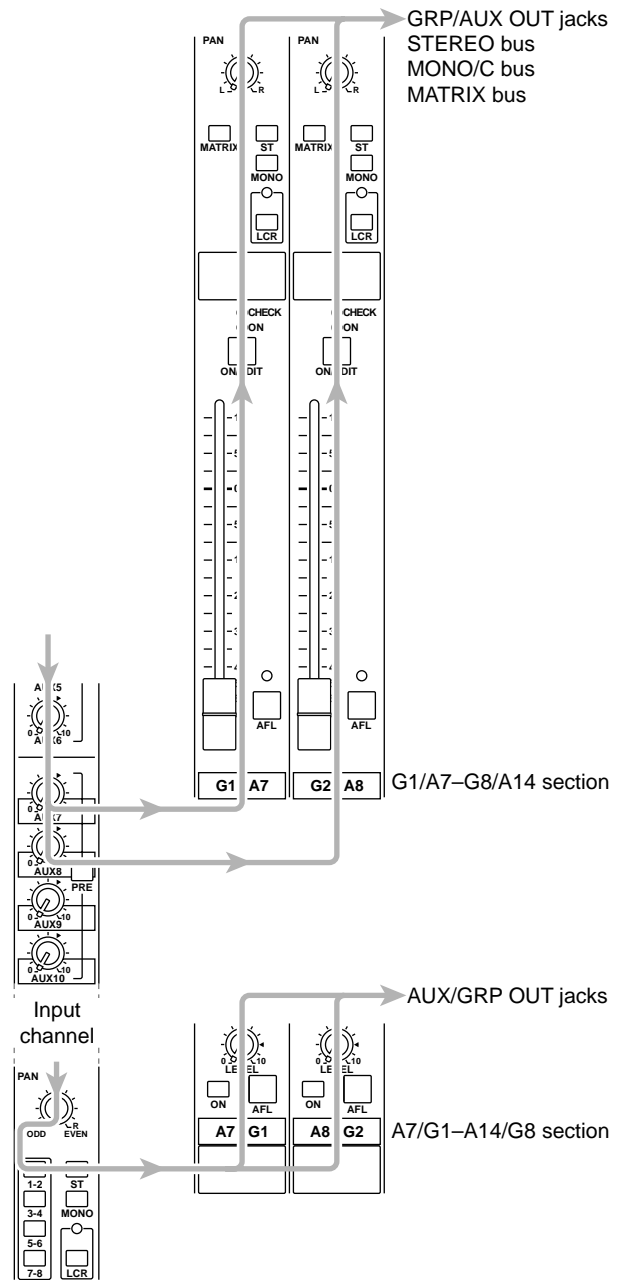 GRP/AUX OUT jacks
STEREO bus
MONO/C bus
MATRIX bus
PAN
L R
MATRIX ST
MONO
LCR
CHECK
ON
AFL
G1 A7
PAN
L R
MATRIX ST
MONO
LCR
CHECK
ON
AFL
G2 A8
G1/A7–G8/A14 section
0 10
AUX6
0
AUX7
0
AUX8
PRE
0 10
AUX9
0 10
AUX10
Input
channel
AUX/GRP OUT jacks
0 10
ON AFL
A7 G1
0 10
ON AFL
A8 G2
A7/G1–A14/G8 section
PAN
R
ODD EVEN
1-2 ST
3-4 MONO
5-6
7-8 LCR